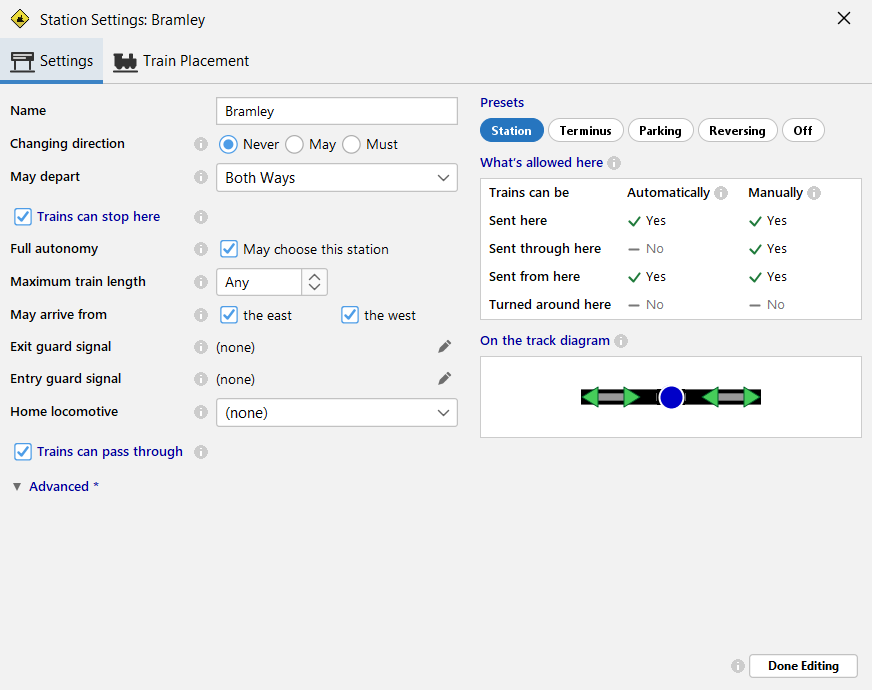 Station Settings: Bramley
Settings
Train Placement
Name
Bramley
Changing direction
Never
May
Must
May depart
Both Ways
Trains can stop here
Full autonomy
May choose this station
Maximum train length
Any
May arrive from
the east
the west
Exit guard signal
(none)
Entry guard signal
(none)
Home locomotive
(none)
Trains can pass through
Advanced *
Presets
Station
Terminus
Parking
Reversing
Off
What's allowed here
Trains can be Automatically Manually
Sent here Yes Yes
Sent through here No Yes
Sent from here Yes Yes
Turned around here No No
On the track diagram
Done Editing